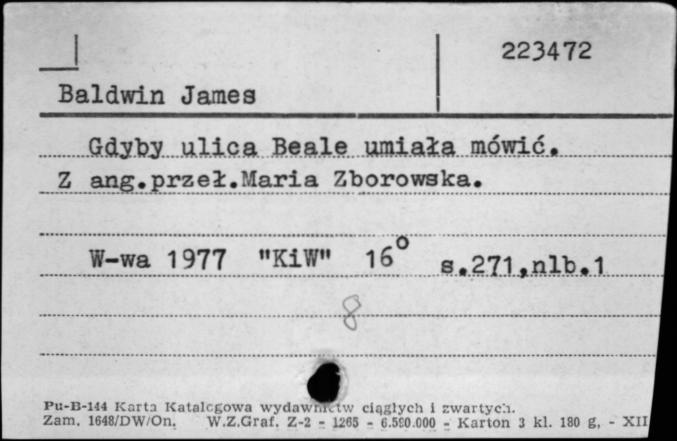 223472
Baldwin James
Gdyby ulica Beale umiała mówić.
Z ang.przeł.Maria Zborowska.
W-wa 1977 "KiW" 16° s.271,nlb.1
8
Pu-B-144 Karta Katalogowa wydawnictw ciągłych i zwartych.
Zam. 1648/DW/On. W.Z.Graf. Z-2 - 1265 - 6.580.000 - Karton 3 kl. 180 g, - XII